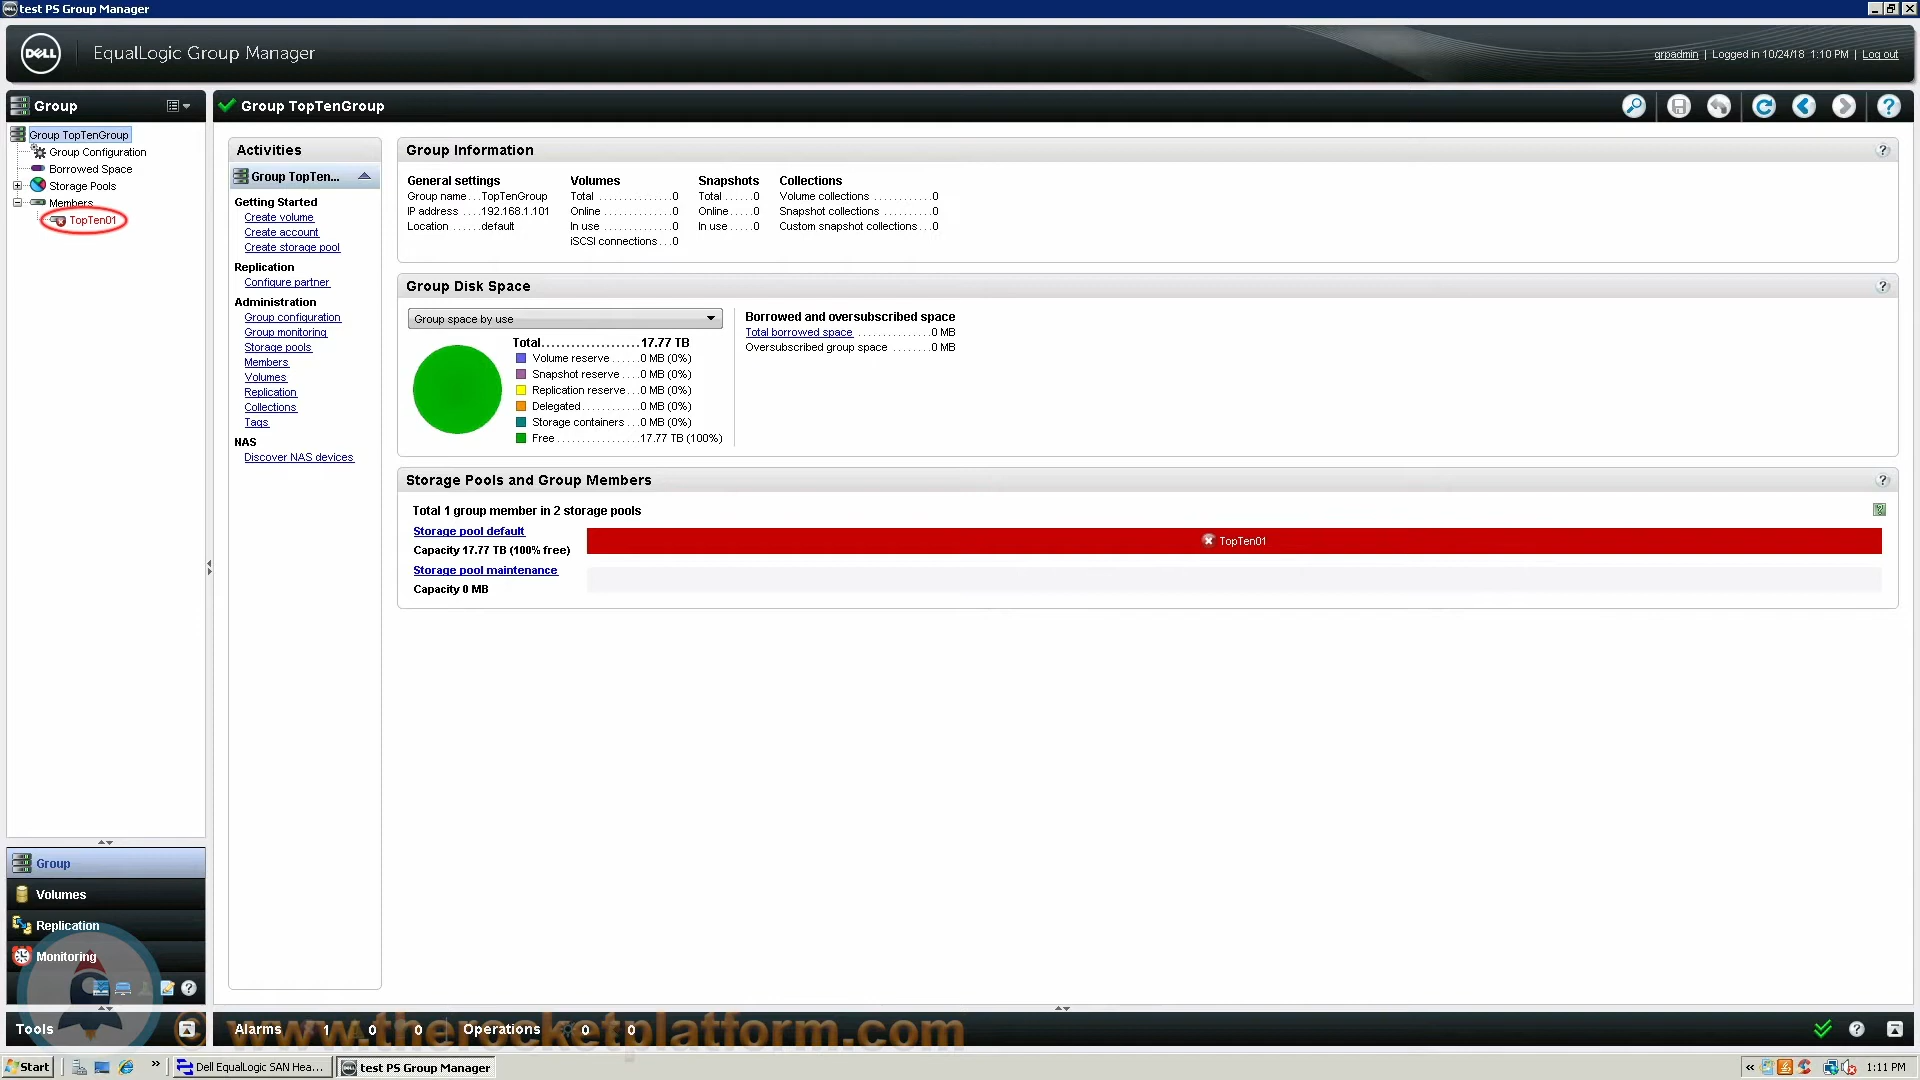 test PS Group Manager
DELL
EqualLogic Group Manager
grpadmin | Logged in 10/24/18 1:10 PM | Log out
Group
Group TopTenGroup
Group TopTenGroup
Group Configuration
Borrowed Space
Storage Pools
Members
TopTen01
Activities
Group TopTen...
Getting Started
Create volume
Create account
Create storage pool
Replication
Configure partner
Administration
Group configuration
Group monitoring
Storage pools
Members
Volumes
Replication
Collections
Tags
NAS
Discover NAS devices
Group Information
General settings
Group name...TopTenGroup
IP address ....192.168.1.101
Location ......default
Volumes
Total ..............0
Online ............0
In use ............0
iSCSI connections...0
Snapshots
Total ......0
Online.....0
In use .....0
Collections
Volume collections ............0
Snapshot collections ..........0
Custom snapshot collections...0
Group Disk Space
Group space by use
Total...................17.77 TB
Volume reserve ......0 MB (0%)
Snapshot reserve ....0 MB (0%)
Replication reserve...0 MB (0%)
Delegated............0 MB (0%)
Storage containers ...0 MB (0%)
Free .................17.77 TB (100%)
Borrowed and oversubscribed space
Total borrowed space ...............0 MB
Oversubscribed group space ........0 MB
Storage Pools and Group Members
Total 1 group member in 2 storage pools
Storage pool default
Capacity 17.77 TB (100% free)
TopTen01
Storage pool maintenance
Capacity 0 MB
Group
Volumes
Replication
Monitoring
Tools
Alarms 1 0 0 Operations 0 0
© www.therocketplatform.com
Start
Dell EqualLogic SAN Hea...
test PS Group Manager
1:11 PM